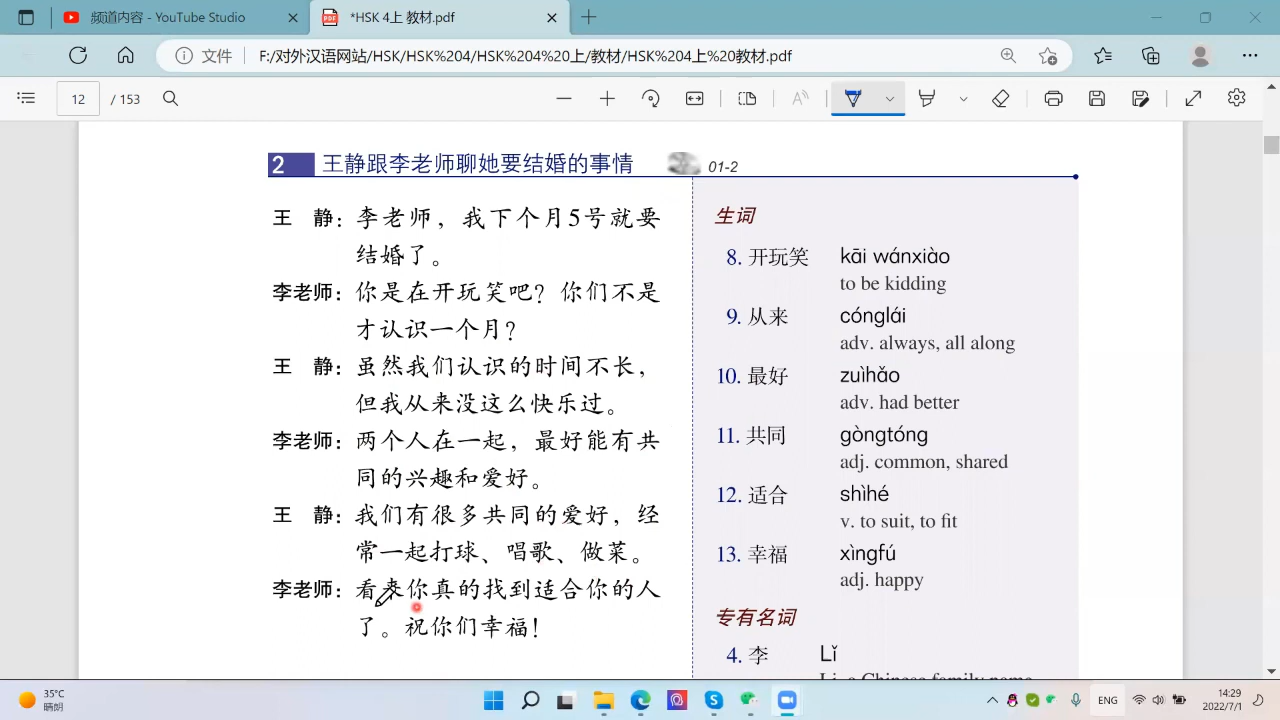 频道内容 - YouTube Studio
*HSK 4上 教材.pdf
文件
F:/对外汉语网站/HSK/HSK%204/HSK%204%20上/教材/HSK%204上%20教材.pdf
12 / 153
2 王静跟李老师聊她要结婚的事情 01-2
王 静：李老师，我下个月5号就要
结婚了。
李老师：你是在开玩笑吧？你们不是
才认识一个月？
王 静：虽然我们认识的时间不长，
但我从来没这么快乐过。
李老师：两个人在一起，最好能有共
同的兴趣和爱好。
王 静：我们有很多共同的爱好，经
常一起打球、唱歌、做菜。
李老师：看来你真的找到适合你的人
了。祝你们幸福！
生词
8. 开玩笑 kāi wánxiào
to be kidding
9. 从来 cónglái
adv. always, all along
10. 最好 zuìhǎo
adv. had better
11. 共同 gòngtóng
adj. common, shared
12. 适合 shìhé
v. to suit, to fit
13. 幸福 xìngfú
adj. happy
专有名词
4. 李 Lǐ
Li, a Chinese family name
35°C
晴朗
ENG
14:29
2022/7/1